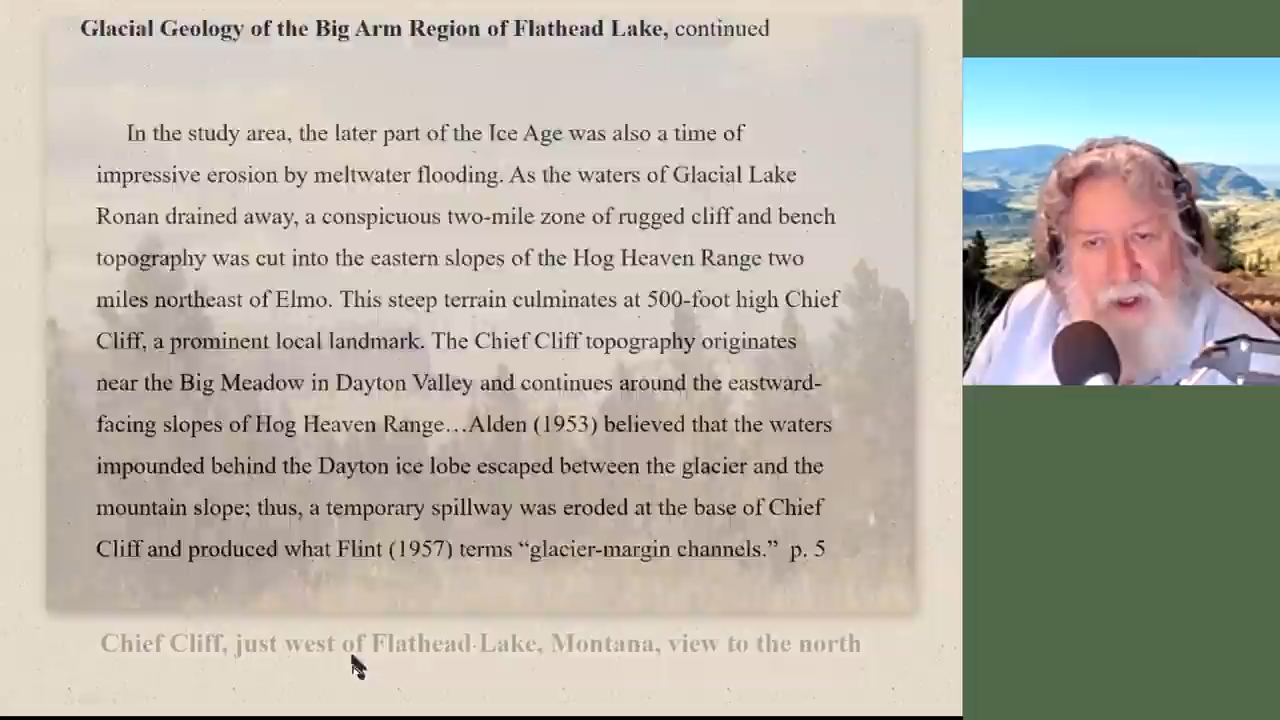 Glacial Geology of the Big Arm Region of Flathead Lake, continued
In the study area, the later part of the Ice Age was also a time of
impressive erosion by meltwater flooding. As the waters of Glacial Lake
Ronan drained away, a conspicuous two-mile zone of rugged cliff and bench
topography was cut into the eastern slopes of the Hog Heaven Range two
miles northeast of Elmo. This steep terrain culminates at 500-foot high Chief
Cliff, a prominent local landmark. The Chief Cliff topography originates
near the Big Meadow in Dayton Valley and continues around the eastward-
facing slopes of Hog Heaven Range…Alden (1953) believed that the waters
impounded behind the Dayton ice lobe escaped between the glacier and the
mountain slope; thus, a temporary spillway was eroded at the base of Chief
Cliff and produced what Flint (1957) terms “glacier-margin channels.” p. 5
Chief Cliff, just west of Flathead Lake, Montana, view to the north